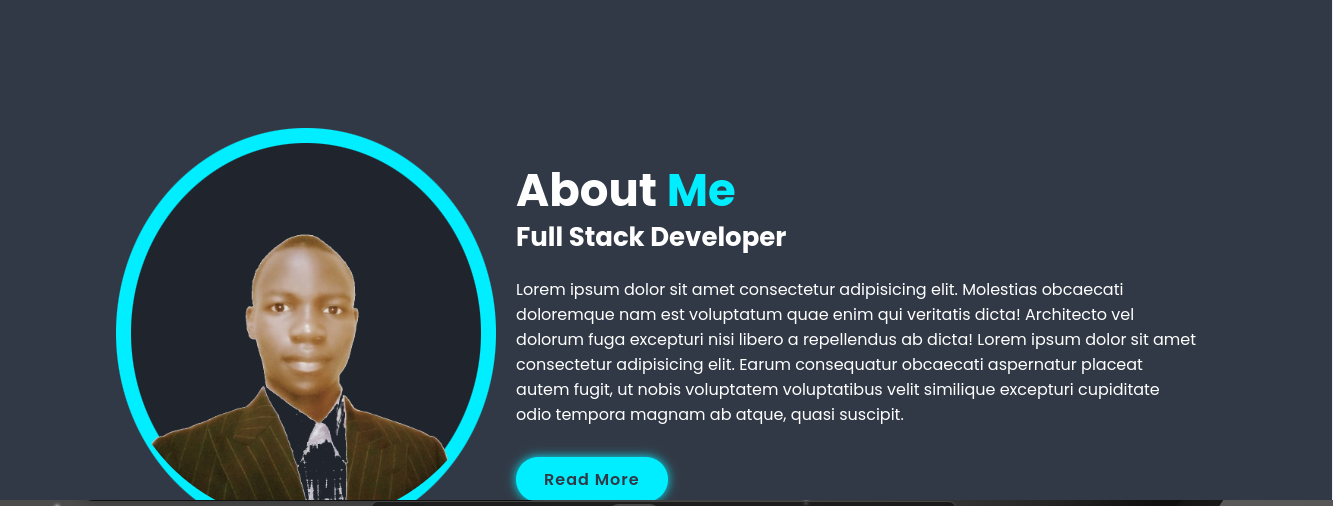 About Me
Full Stack Developer
Lorem ipsum dolor sit amet consectetur adipisicing elit. Molestias obcaecati
doloremque nam est voluptatum quae enim qui veritatis dicta! Architecto vel
dolorum fuga excepturi nisi libero a repellendus ab dicta! Lorem ipsum dolor sit amet
consectetur adipisicing elit. Earum consequatur obcaecati aspernatur placeat
autem fugit, ut nobis voluptatem voluptatibus velit similique excepturi cupiditate
odio tempora magnam ab atque, quasi suscipit.
Read More